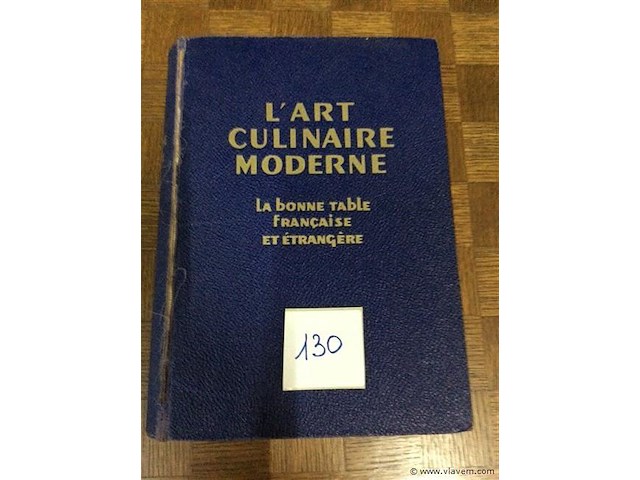 L'ART
CULINAIRE
MODERNE
LA BONNE TABLE
FRANÇAISE
ET ÉTRANGÈRE
130
© www.vlavem.com